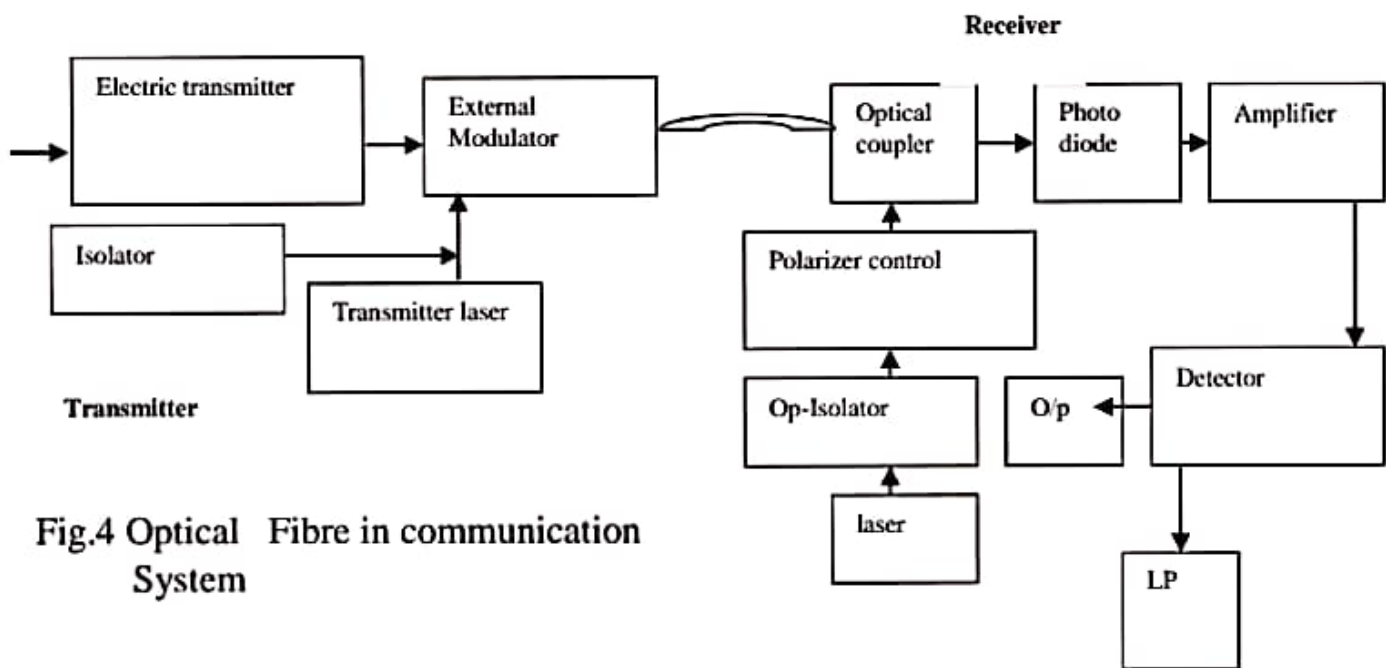 Receiver
Electric transmitter
External
Modulator
Optical
coupler
Photo
diode
Amplifier
Isolator
Transmitter laser
Polarizer control
Transmitter
Op-Isolator
O/p
Detector
laser
LP
Fig.4 Optical Fibre in communication
System